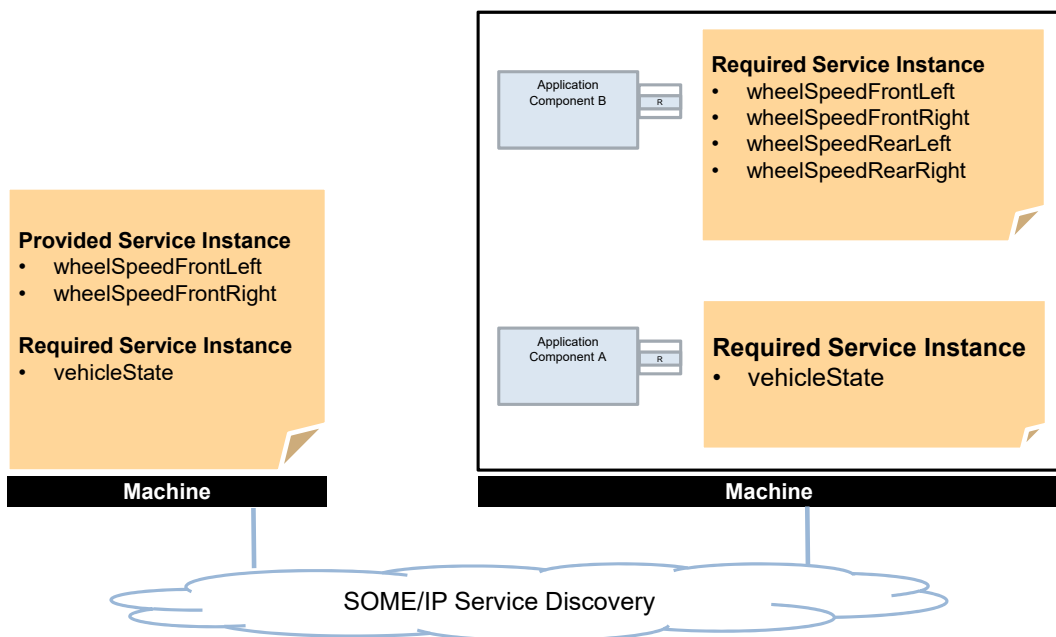 Provided Service Instance
• wheelSpeedFrontLeft
• wheelSpeedFrontRight
Required Service Instance
• vehicleState
Machine
Application
Component B
R
Required Service Instance
• wheelSpeedFrontLeft
• wheelSpeedFrontRight
• wheelSpeedRearLeft
• wheelSpeedRearRight
Application
Component A
R
Required Service Instance
• vehicleState
Machine
SOME/IP Service Discovery